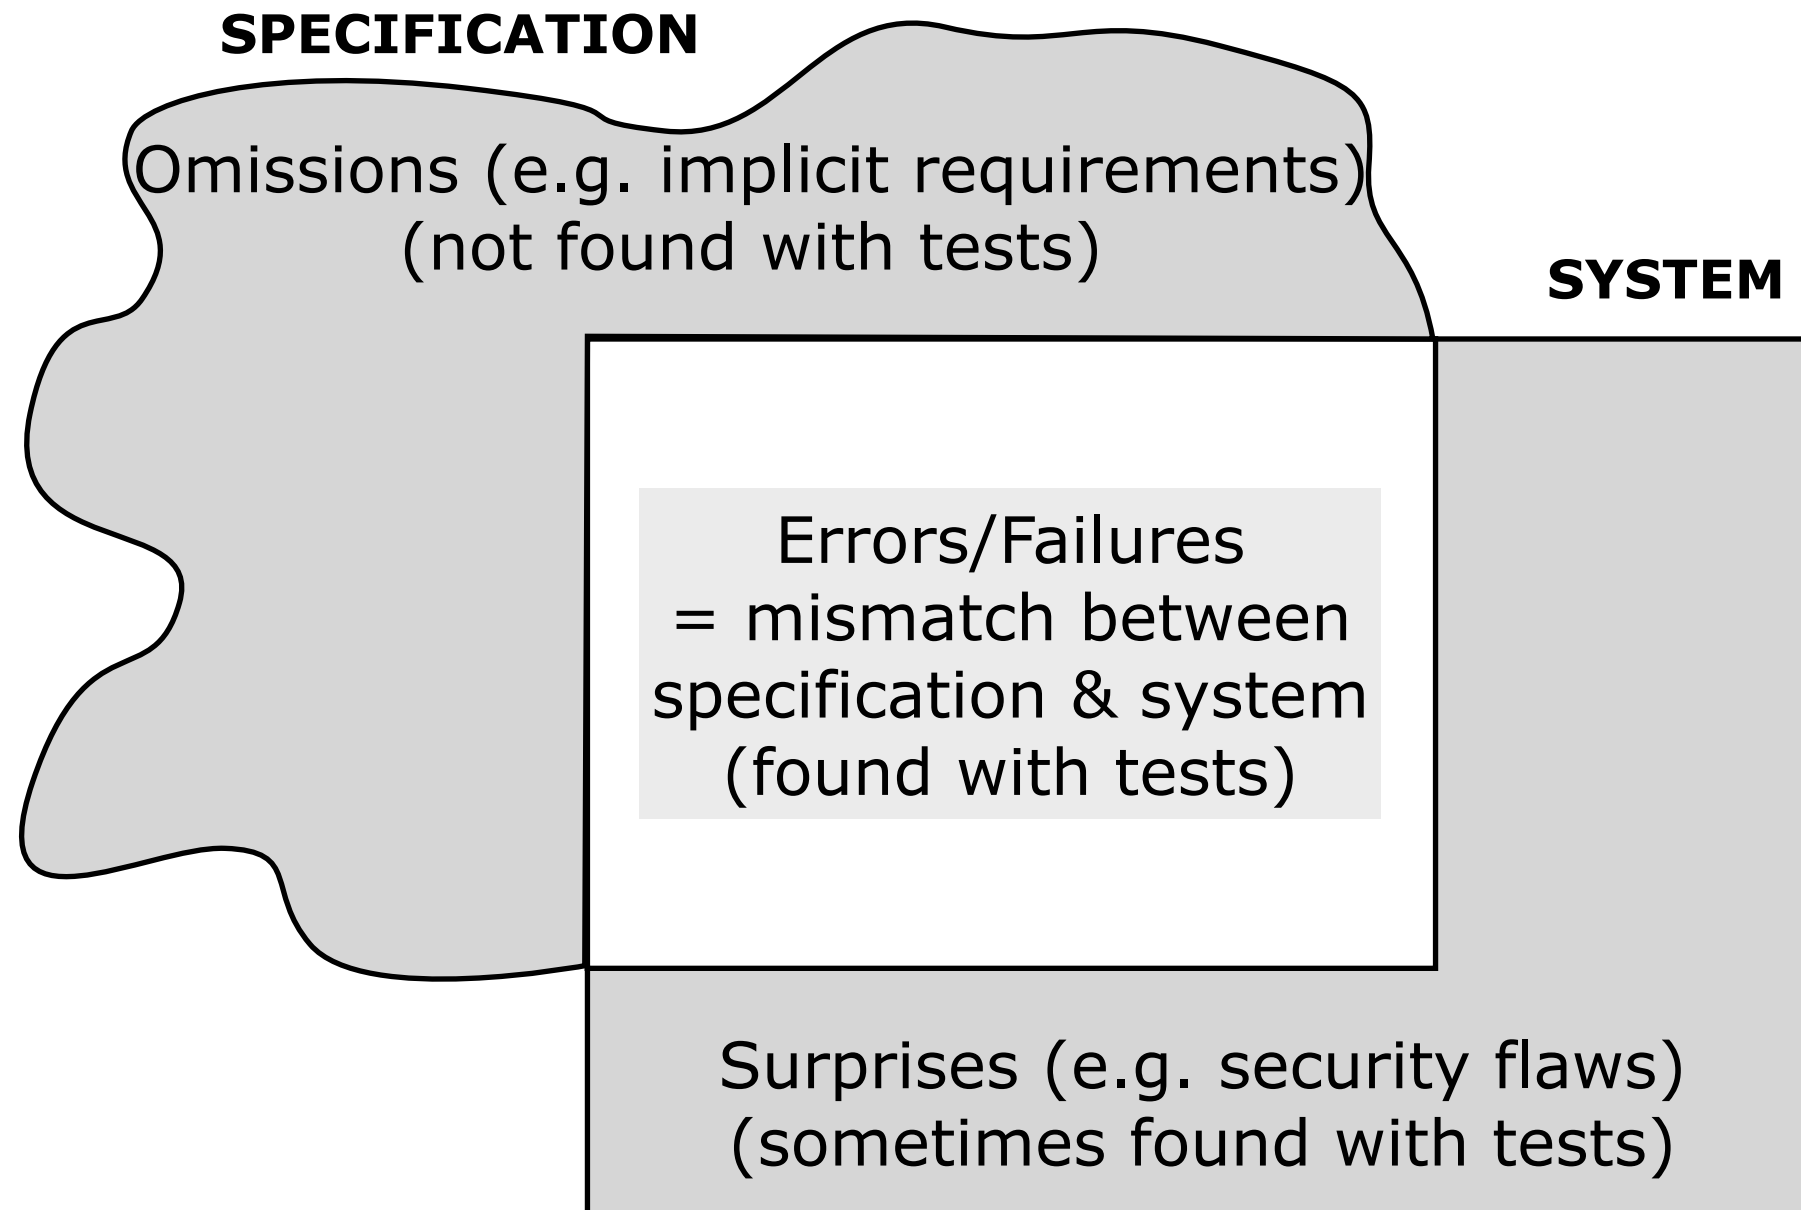 SPECIFICATION
Omissions (e.g. implicit requirements)
(not found with tests)
SYSTEM
Errors/Failures
= mismatch between
specification & system
(found with tests)
Surprises (e.g. security flaws)
(sometimes found with tests)